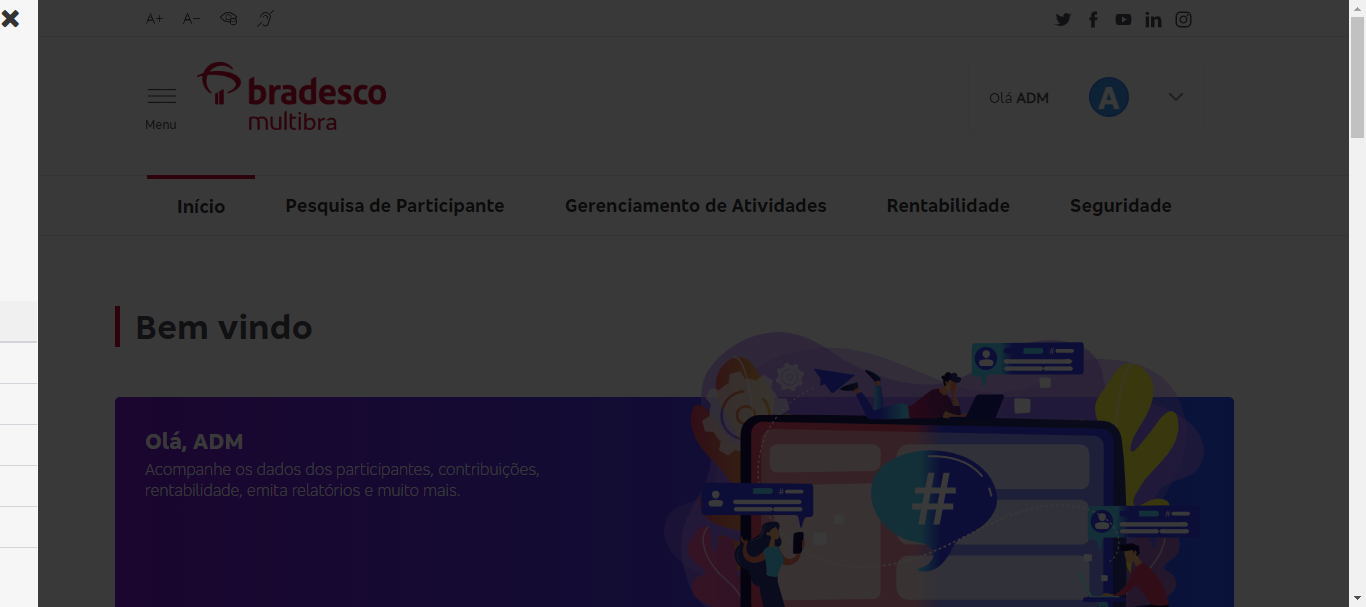 A+ A-
bradesco
multibra
Menu
Olá ADM
A
Início Pesquisa de Participante Gerenciamento de Atividades Rentabilidade Seguridade
Bem vindo
Olá, ADM
Acompanhe os dados dos participantes, contribuições,
rentabilidade, emita relatórios e muito mais.
#
#
#
#